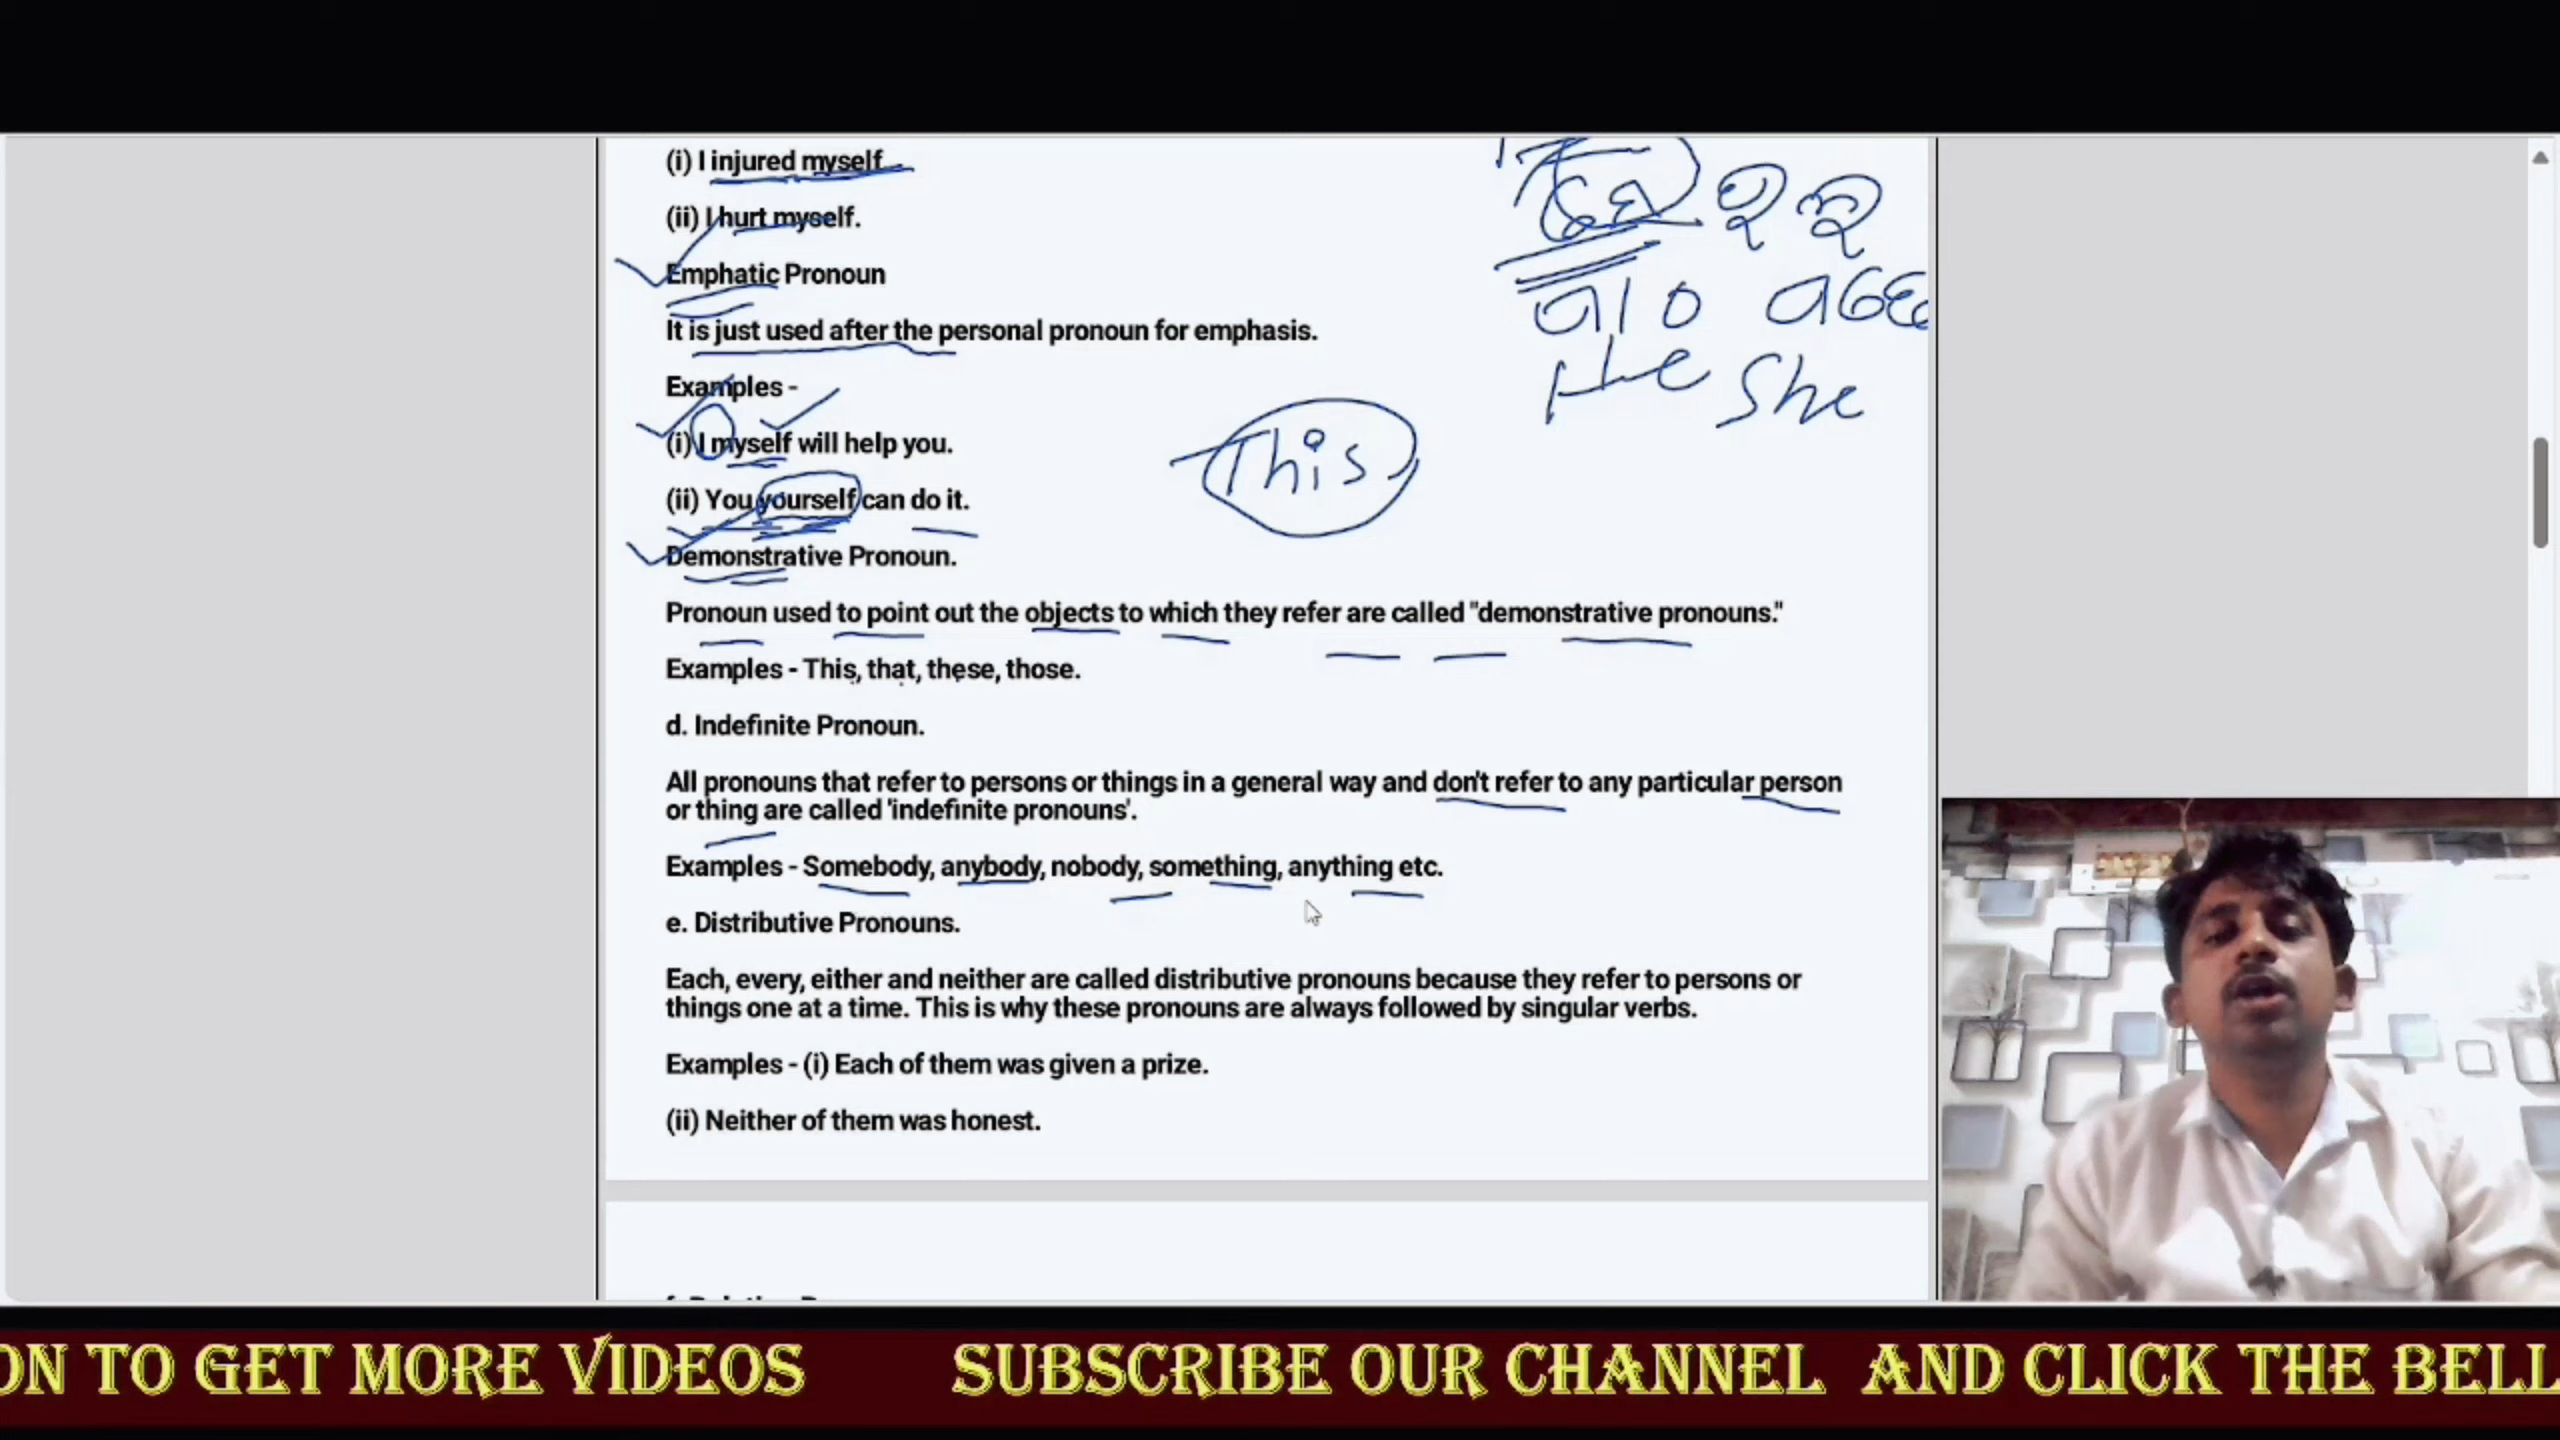 (i) I injured myself.
(ii) I hurt myself.
Emphatic Pronoun
It is just used after the personal pronoun for emphasis.
Examples -
(i) I myself will help you.
(ii) You yourself can do it.
Demonstrative Pronoun.
Pronoun used to point out the objects to which they refer are called "demonstrative pronouns."
Examples - This, that, these, those.
d. Indefinite Pronoun.
All pronouns that refer to persons or things in a general way and don't refer to any particular person
or thing are called 'indefinite pronouns'.
Examples - Somebody, anybody, nobody, something, anything etc.
e. Distributive Pronouns.
Each, every, either and neither are called distributive pronouns because they refer to persons or
things one at a time. This is why these pronouns are always followed by singular verbs.
Examples - (i) Each of them was given a prize.
(ii) Neither of them was honest.
He She
This
ON TO GET MORE VIDEOS SUBSCRIBE OUR CHANNEL AND CLICK THE BELL